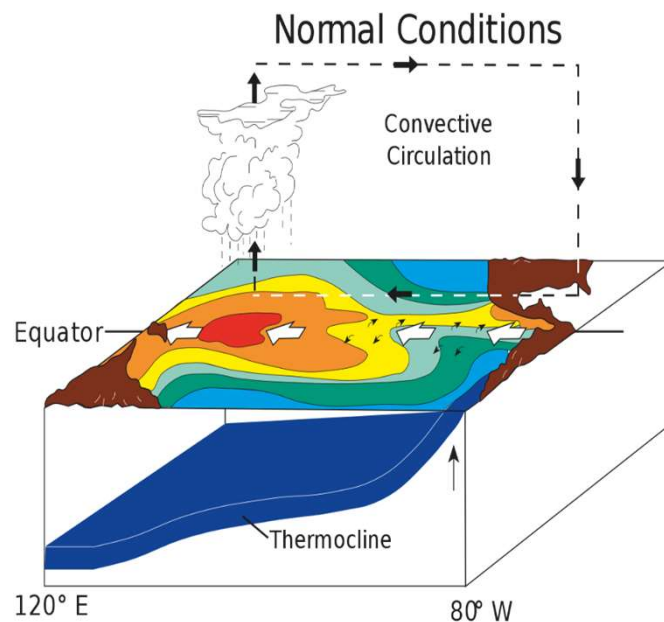 Normal Conditions
Convective
Circulation
Equator
Thermocline
120° E
80° W